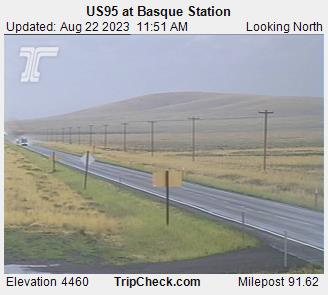 US95 at Basque Station
Updated: Aug 22 2023 11:51 AM Looking North
Elevation 4460 TripCheck.com Milepost 91.62